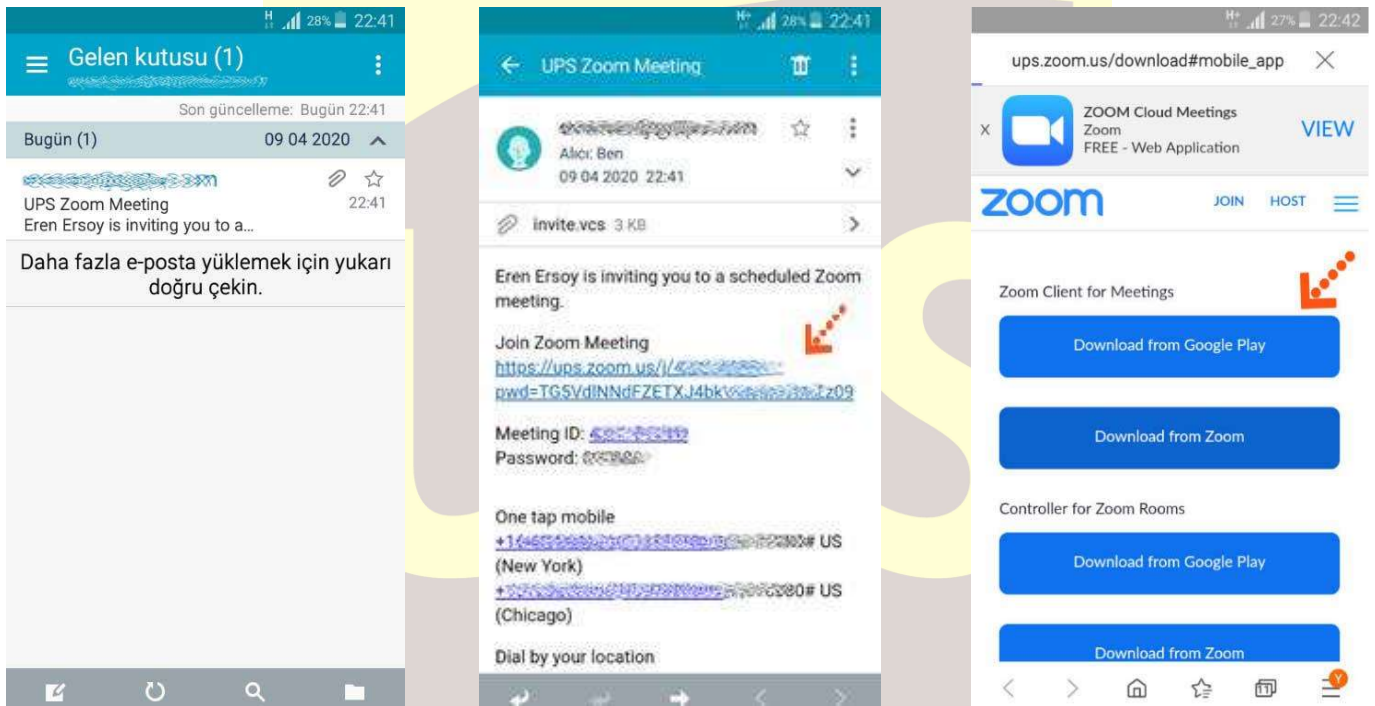 28% 22:41
Gelen kutusu (1)
Son güncelleme: Bugün 22:41
Bugün (1) 09 04 2020
UPS Zoom Meeting 22:41
Eren Ersoy is inviting you to a...
Daha fazla e-posta yüklemek için yukarı
doğru çekin.
28% 22:41
UPS Zoom Meeting
Alıcı: Ben
09 04 2020 22:41
invite.vcs 3 KB
Eren Ersoy is inviting you to a scheduled Zoom
meeting.
Join Zoom Meeting
https://ups.zoom.us/j/
Meeting ID:
Password:
One tap mobile
US
(New York)
US
(Chicago)
Dial by your location
27% 22:42
ups.zoom.us/download#mobile_app
x
ZOOM Cloud Meetings
Zoom
FREE - Web Application
VIEW
zoom JOIN HOST
Zoom Client for Meetings
Download from Google Play
Download from Zoom
Controller for Zoom Rooms
Download from Google Play
Download from Zoom